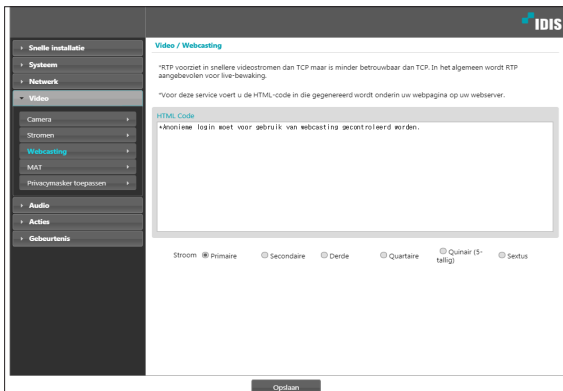 IDIS
Snelle installatie
Systeem
Netwerk
Video
Camera
Stromen
Webcasting
MAT
Privacymasker toepassen
Audio
Acties
Gebeurtenis
Video / Webcasting
*RTP voorziet in snellere videostromen dan TCP maar is minder betrouwbaar dan TCP. In het algemeen wordt RTP
aangebevolen voor live-bewaking.
*Voor deze service voert u de HTML-code in die gegenereerd wordt onderin uw webpagina op uw webserver.
HTML Code
*Anonieme login moet voor gebruik van webcasting gecontroleerd worden.
Stroom Primaire Secondaire Derde Quartaire Quinair (5-
tallig) Sextus
Opslaan